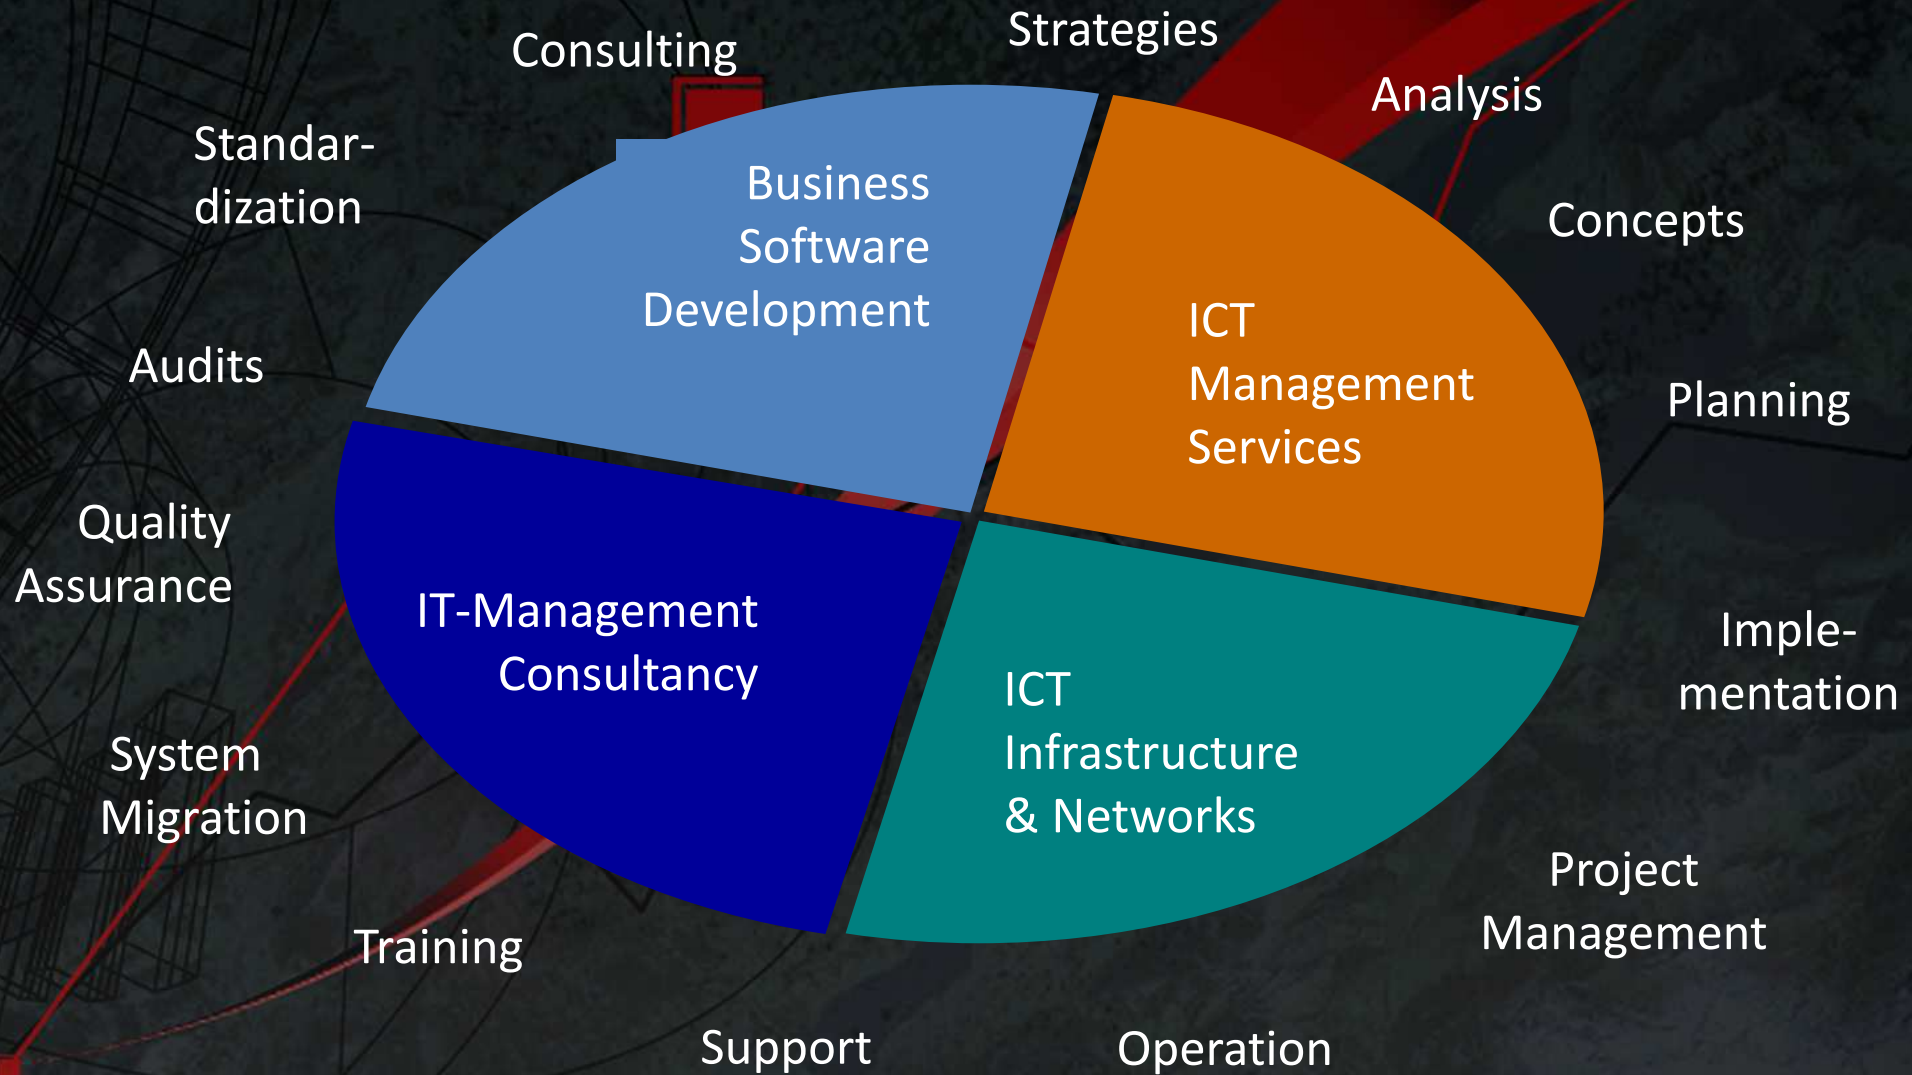 Consulting
Strategies
Analysis
Standar-
dization
Concepts
Business
Software
Development
ICT
Management
Services
Audits
Planning
Quality
Assurance
IT-Management
Consultancy
ICT
Infrastructure
& Networks
Imple-
mentation
System
Migration
Project
Management
Training
Support
Operation